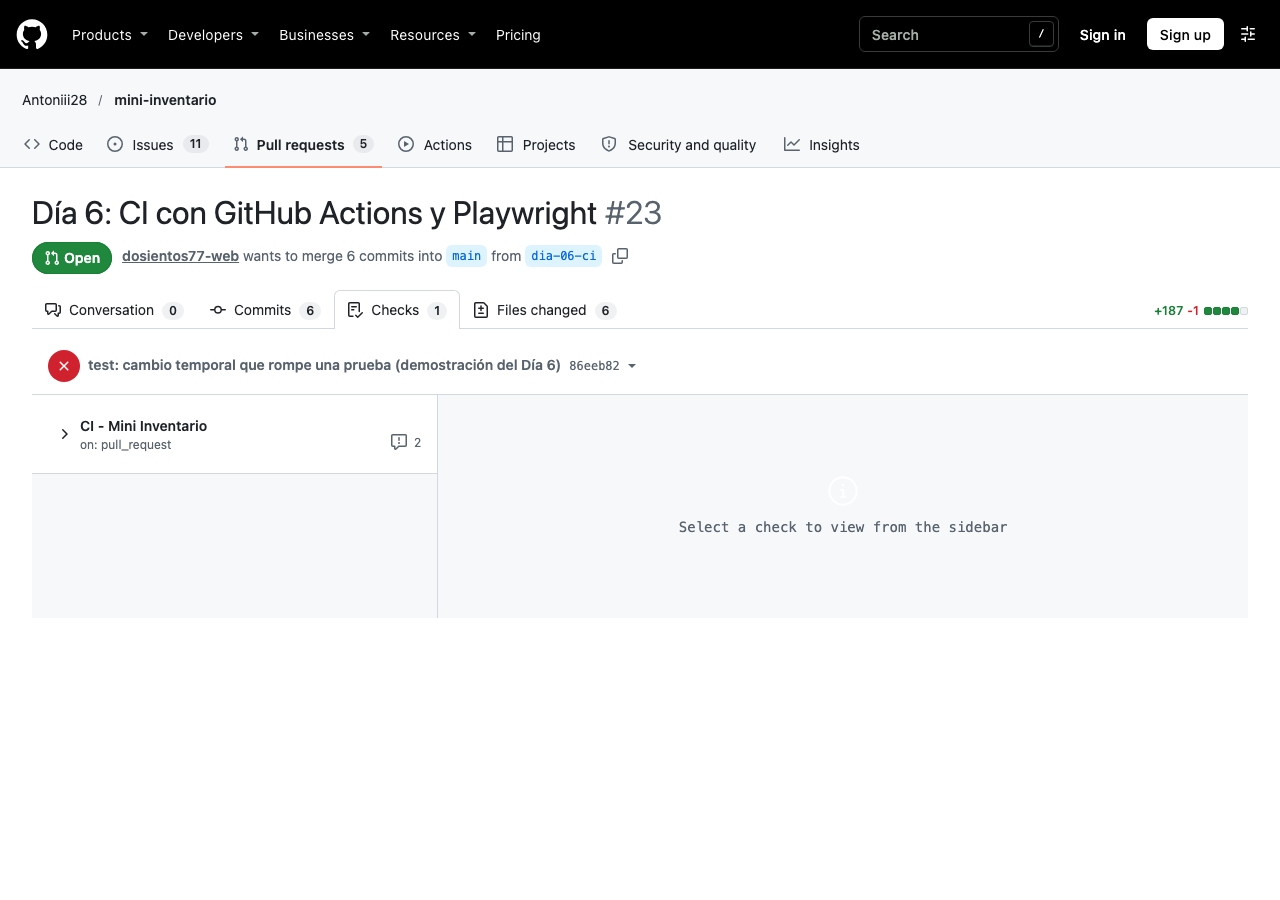 Products Developers Businesses Resources Pricing Search / Sign in Sign up
Antoniii28 / mini-inventario
Code Issues 11 Pull requests 5 Actions Projects Security and quality Insights
Día 6: CI con GitHub Actions y Playwright #23
Open dosientos77-web wants to merge 6 commits into main from dia-06-ci
Conversation 0 Commits 6 Checks 1 Files changed 6 +187 -1
test: cambio temporal que rompe una prueba (demostración del Día 6) 86eeb82
CI - Mini Inventario
on: pull_request 2
Select a check to view from the sidebar